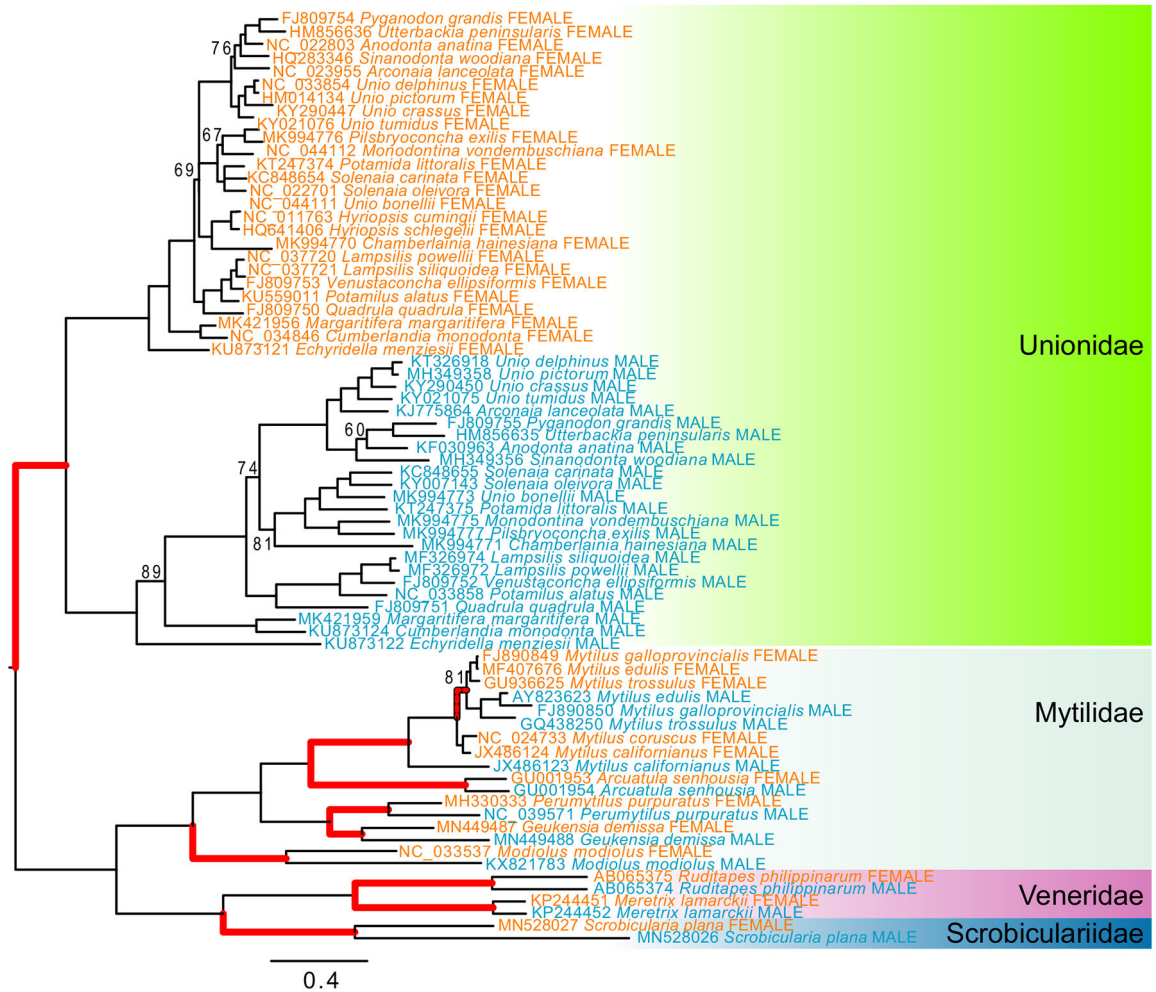 FJ809754 Pyganodon grandis FEMALE
HM856636 Utterbackia peninsularis FEMALE
76
NC_022803 Anodonta anatina FEMALE
HQ283346 Sinanodonta woodiana FEMALE
NC_023955 Arconaia lanceolata FEMALE
NC_033854 Unio delphinus FEMALE
HM014134 Unio pictorum FEMALE
KY290447 Unio crassus FEMALE
KY021076 Unio tumidus FEMALE
67
MK994776 Pilsbryoconcha exilis FEMALE
NC_044112 Monodontina vondembuschiana FEMALE
69
KT247374 Potamida littoralis FEMALE
KC848654 Solenaia carinata FEMALE
NC_022701 Solenaia oleivora FEMALE
NC_044111 Unio bonellii FEMALE
NC_011763 Hyriopsis cumingii FEMALE
HQ641406 Hyriopsis schlegelii FEMALE
MK994770 Chamberlainia hainesiana FEMALE
NC_037720 Lampsilis powellii FEMALE
NC_037721 Lampsilis siliquoidea FEMALE
FJ809753 Venustaconcha ellipsiformis FEMALE
KU559011 Potamilus alatus FEMALE
FJ809750 Quadrula quadrula FEMALE
MK421956 Margaritifera margaritifera FEMALE
NC_034846 Cumberlandia monodonta FEMALE
KU873121 Echyridella menziesii FEMALE
Unionidae
KT326918 Unio delphinus MALE
MH349358 Unio pictorum MALE
KY290450 Unio crassus MALE
KY021075 Unio tumidus MALE
KJ775864 Arconaia lanceolata MALE
FJ809755 Pyganodon grandis MALE
60
HM856635 Utterbackia peninsularis MALE
KF030963 Anodonta anatina MALE
MH349356 Sinanodonta woodiana MALE
74
KC848655 Solenaia carinata MALE
KY007143 Solenaia oleivora MALE
MK994773 Unio bonellii MALE
KT247375 Potamida littoralis MALE
MK994775 Monodontina vondembuschiana MALE
MK994777 Pilsbryoconcha exilis MALE
81
MK994771 Chamberlainia hainesiana MALE
MF326974 Lampsilis siliquoidea MALE
89
MF326972 Lampsilis powellii MALE
FJ809752 Venustaconcha ellipsiformis MALE
NC_033858 Potamilus alatus MALE
FJ809751 Quadrula quadrula MALE
MK421959 Margaritifera margaritifera MALE
KU873124 Cumberlandia monodonta MALE
KU873122 Echyridella menziesii MALE
FJ890849 Mytilus galloprovincialis FEMALE
MF407676 Mytilus edulis FEMALE
81
GU936625 Mytilus trossulus FEMALE
AY823623 Mytilus edulis MALE
FJ890850 Mytilus galloprovincialis MALE
Mytilidae
GQ438250 Mytilus trossulus MALE
NC_024733 Mytilus coruscus FEMALE
JX486124 Mytilus californianus FEMALE
JX486123 Mytilus californianus MALE
GU001953 Arcuatula senhousia FEMALE
GU001954 Arcuatula senhousia MALE
MH330333 Perumytilus purpuratus FEMALE
NC_039571 Perumytilus purpuratus MALE
MN449487 Geukensia demissa FEMALE
MN449488 Geukensia demissa MALE
NC_033537 Modiolus modiolus FEMALE
KX821783 Modiolus modiolus MALE
AB065375 Ruditapes philippinarum FEMALE
AB065374 Ruditapes philippinarum MALE
Veneridae
KP244451 Meretrix lamarckii FEMALE
KP244452 Meretrix lamarckii MALE
MN528027 Scrobicularia plana FEMALE
MN528026 Scrobicularia plana MALE
Scrobiculariidae
0.4